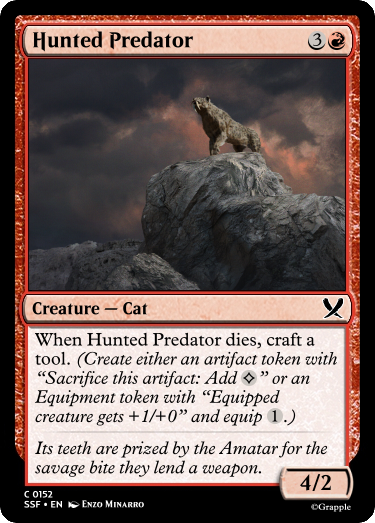 Hunted Predator 3
Creature — Cat
When Hunted Predator dies, craft a
tool. (Create either an artifact token with
“Sacrifice this artifact: Add ” or an
Equipment token with “Equipped
creature gets +1/+0” and equip 1.)
Its teeth are prized by the Amatar for the
savage bite they lend a weapon.
4/2
C 0152
SSF • EN Enzo Minarro
©Grapple